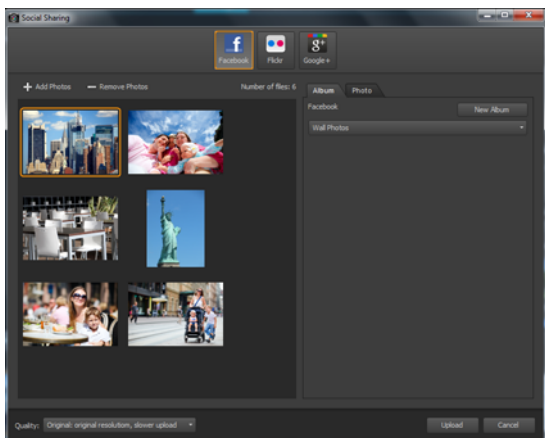 Social Sharing
f
g+
Facebook
Flickr
Google+
Add Photos
Remove Photos
Number of files: 6
Album
Photo
Facebook
New Album
Wall Photos
Quality:
Original: original resolution, slower upload
Upload
Cancel